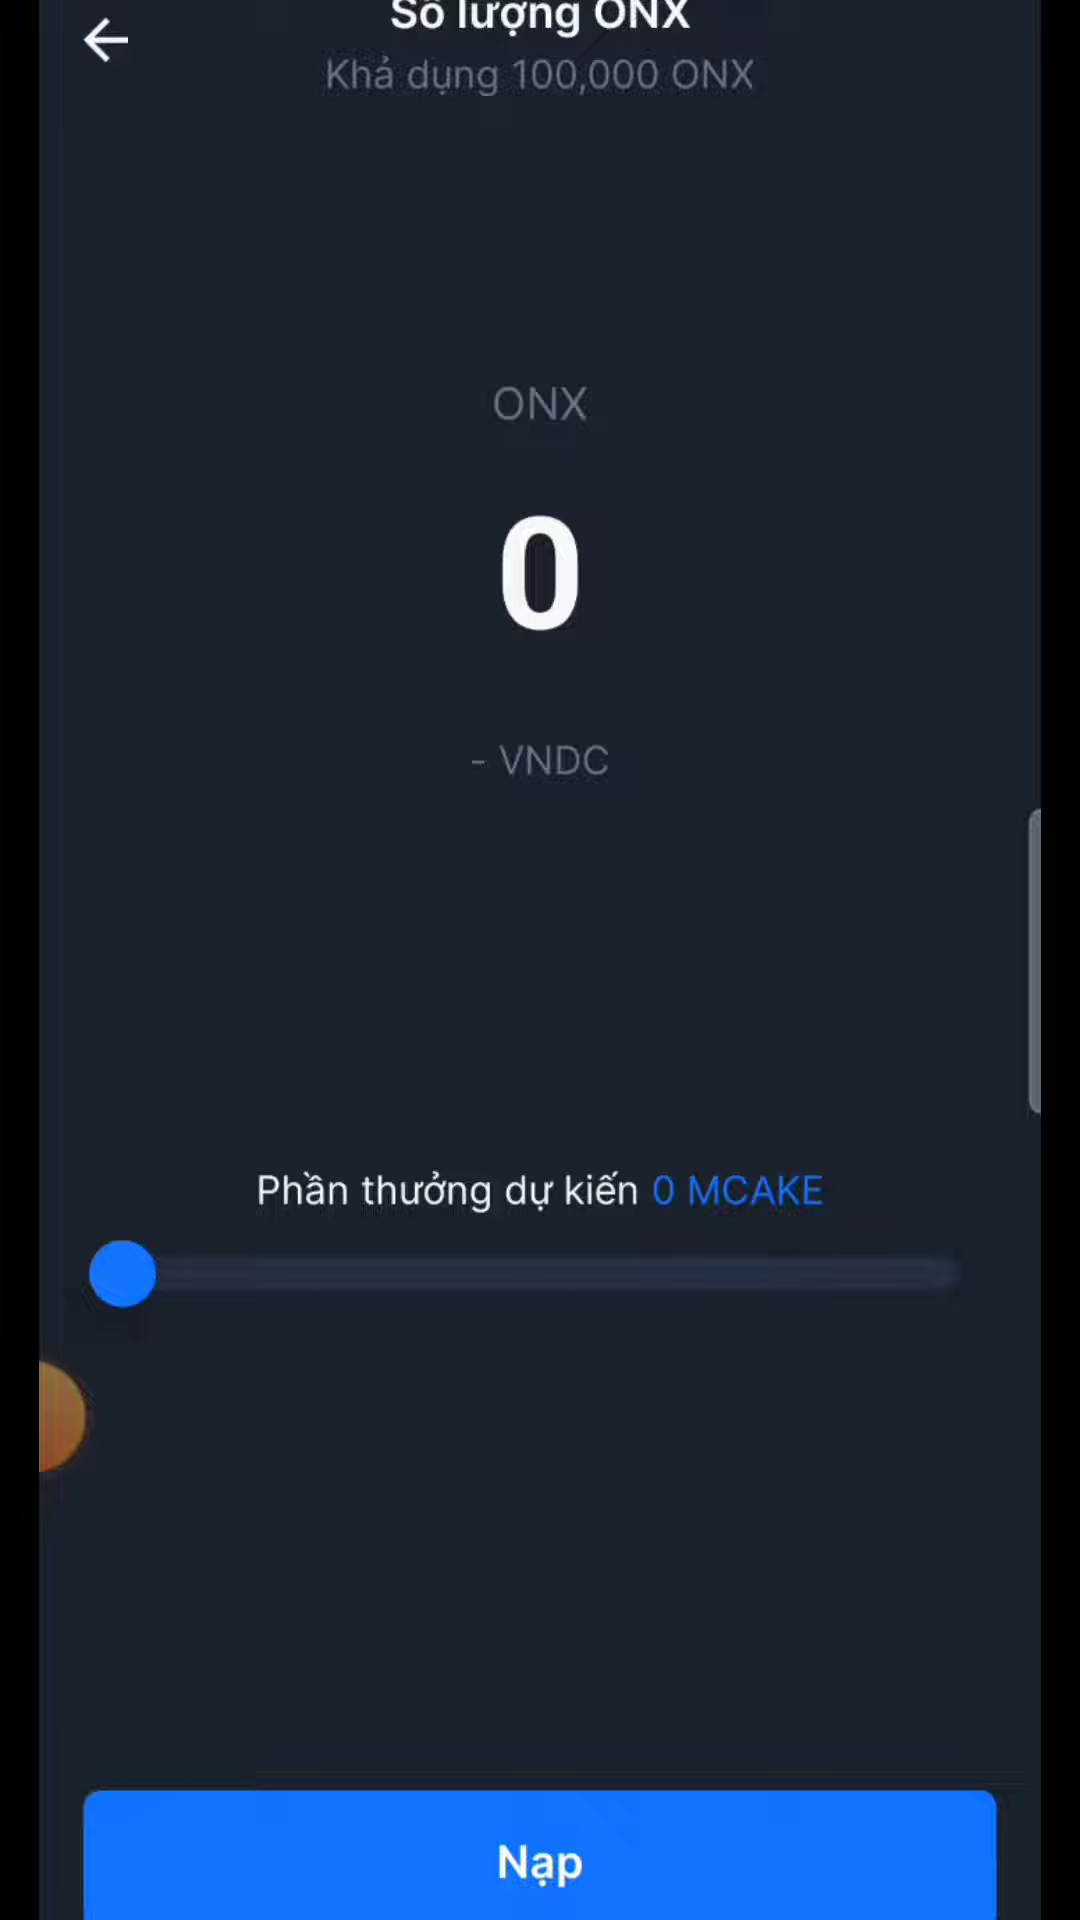 Số lượng ONX
Khả dụng 100,000 ONX
ONX
0
- VNDC
Phần thưởng dự kiến 0 MCAKE
Nạp